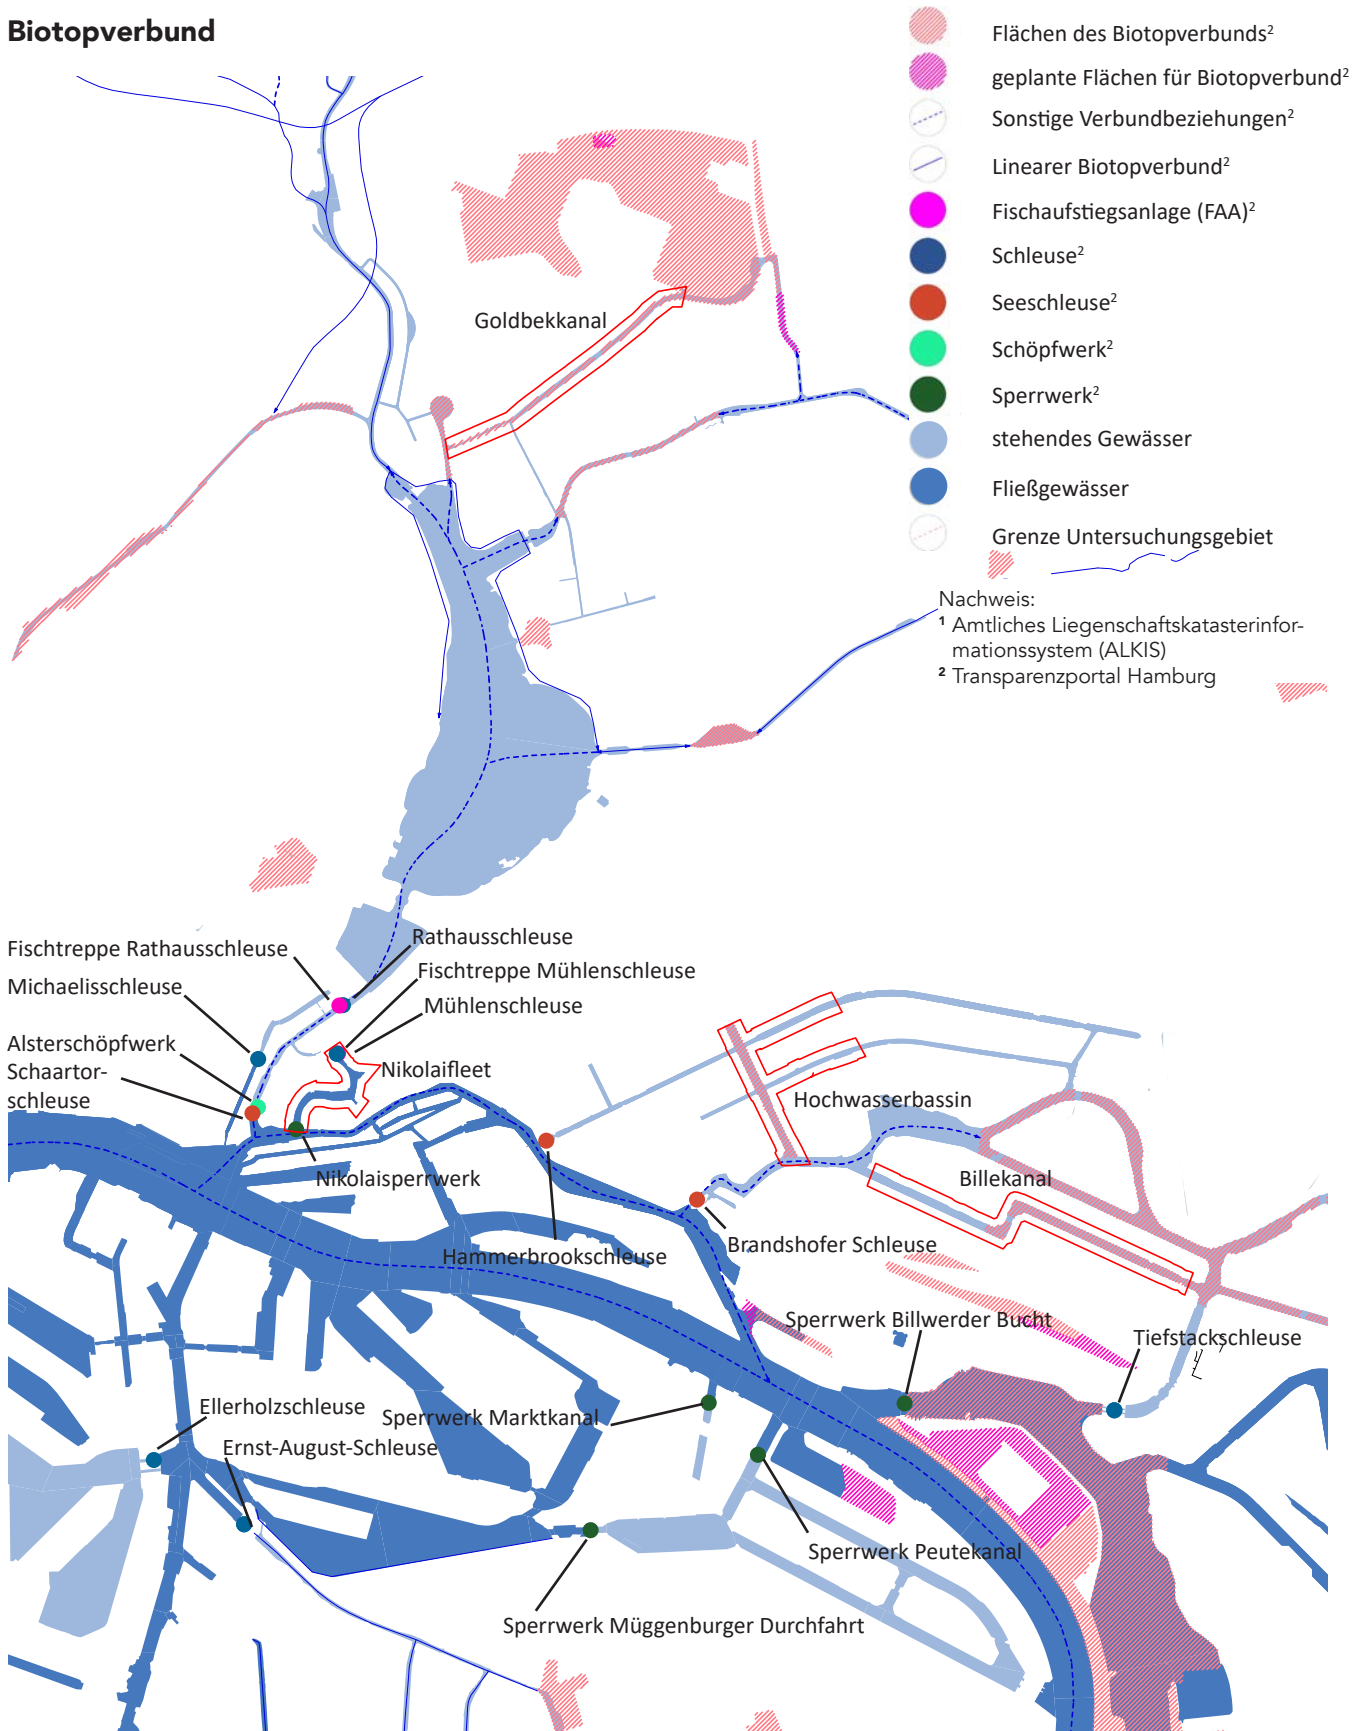 Biotopverbund
Flächen des Biotopverbunds²
geplante Flächen für Biotopverbund²
Sonstige Verbundbeziehungen²
Linearer Biotopverbund²
Fischaufstiegsanlage (FAA)²
Schleuse²
Seeschleuse²
Schöpfwerk²
Sperrwerk²
stehendes Gewässer
Fließgewässer
Grenze Untersuchungsgebiet
Nachweis:
¹ Amtliches Liegenschaftskatasterinfor-
mationssystem (ALKIS)
² Transparenzportal Hamburg
Goldbekkanal
Fischtreppe Rathausschleuse
Rathausschleuse
Fischtreppe Mühlenschleuse
Michaelisschleuse
Mühlenschleuse
Alsterschöpfwerk
Schaartor-
schleuse
Nikolaifleet
Hochwasserbassin
Nikolaisperrwerk
Billekanal
Hammerbrookschleuse
Brandshofer Schleuse
Sperrwerk Billwerder Bucht
Tiefstackschleuse
Ellerholzschleuse
Sperrwerk Marktkanal
Ernst-August-Schleuse
Sperrwerk Peutekanal
Sperrwerk Müggenburger Durchfahrt